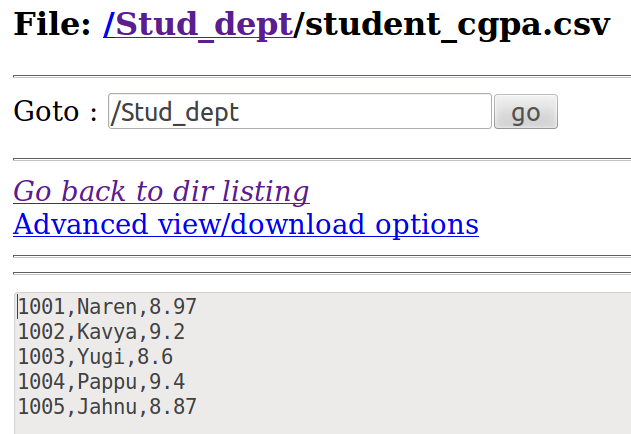 File: /Stud_dept/student_cgpa.csv
Goto : /Stud_dept go
Go back to dir listing
Advanced view/download options
1001,Naren,8.97
1002,Kavya,9.2
1003,Yugi,8.6
1004,Pappu,9.4
1005,Jahnu,8.87